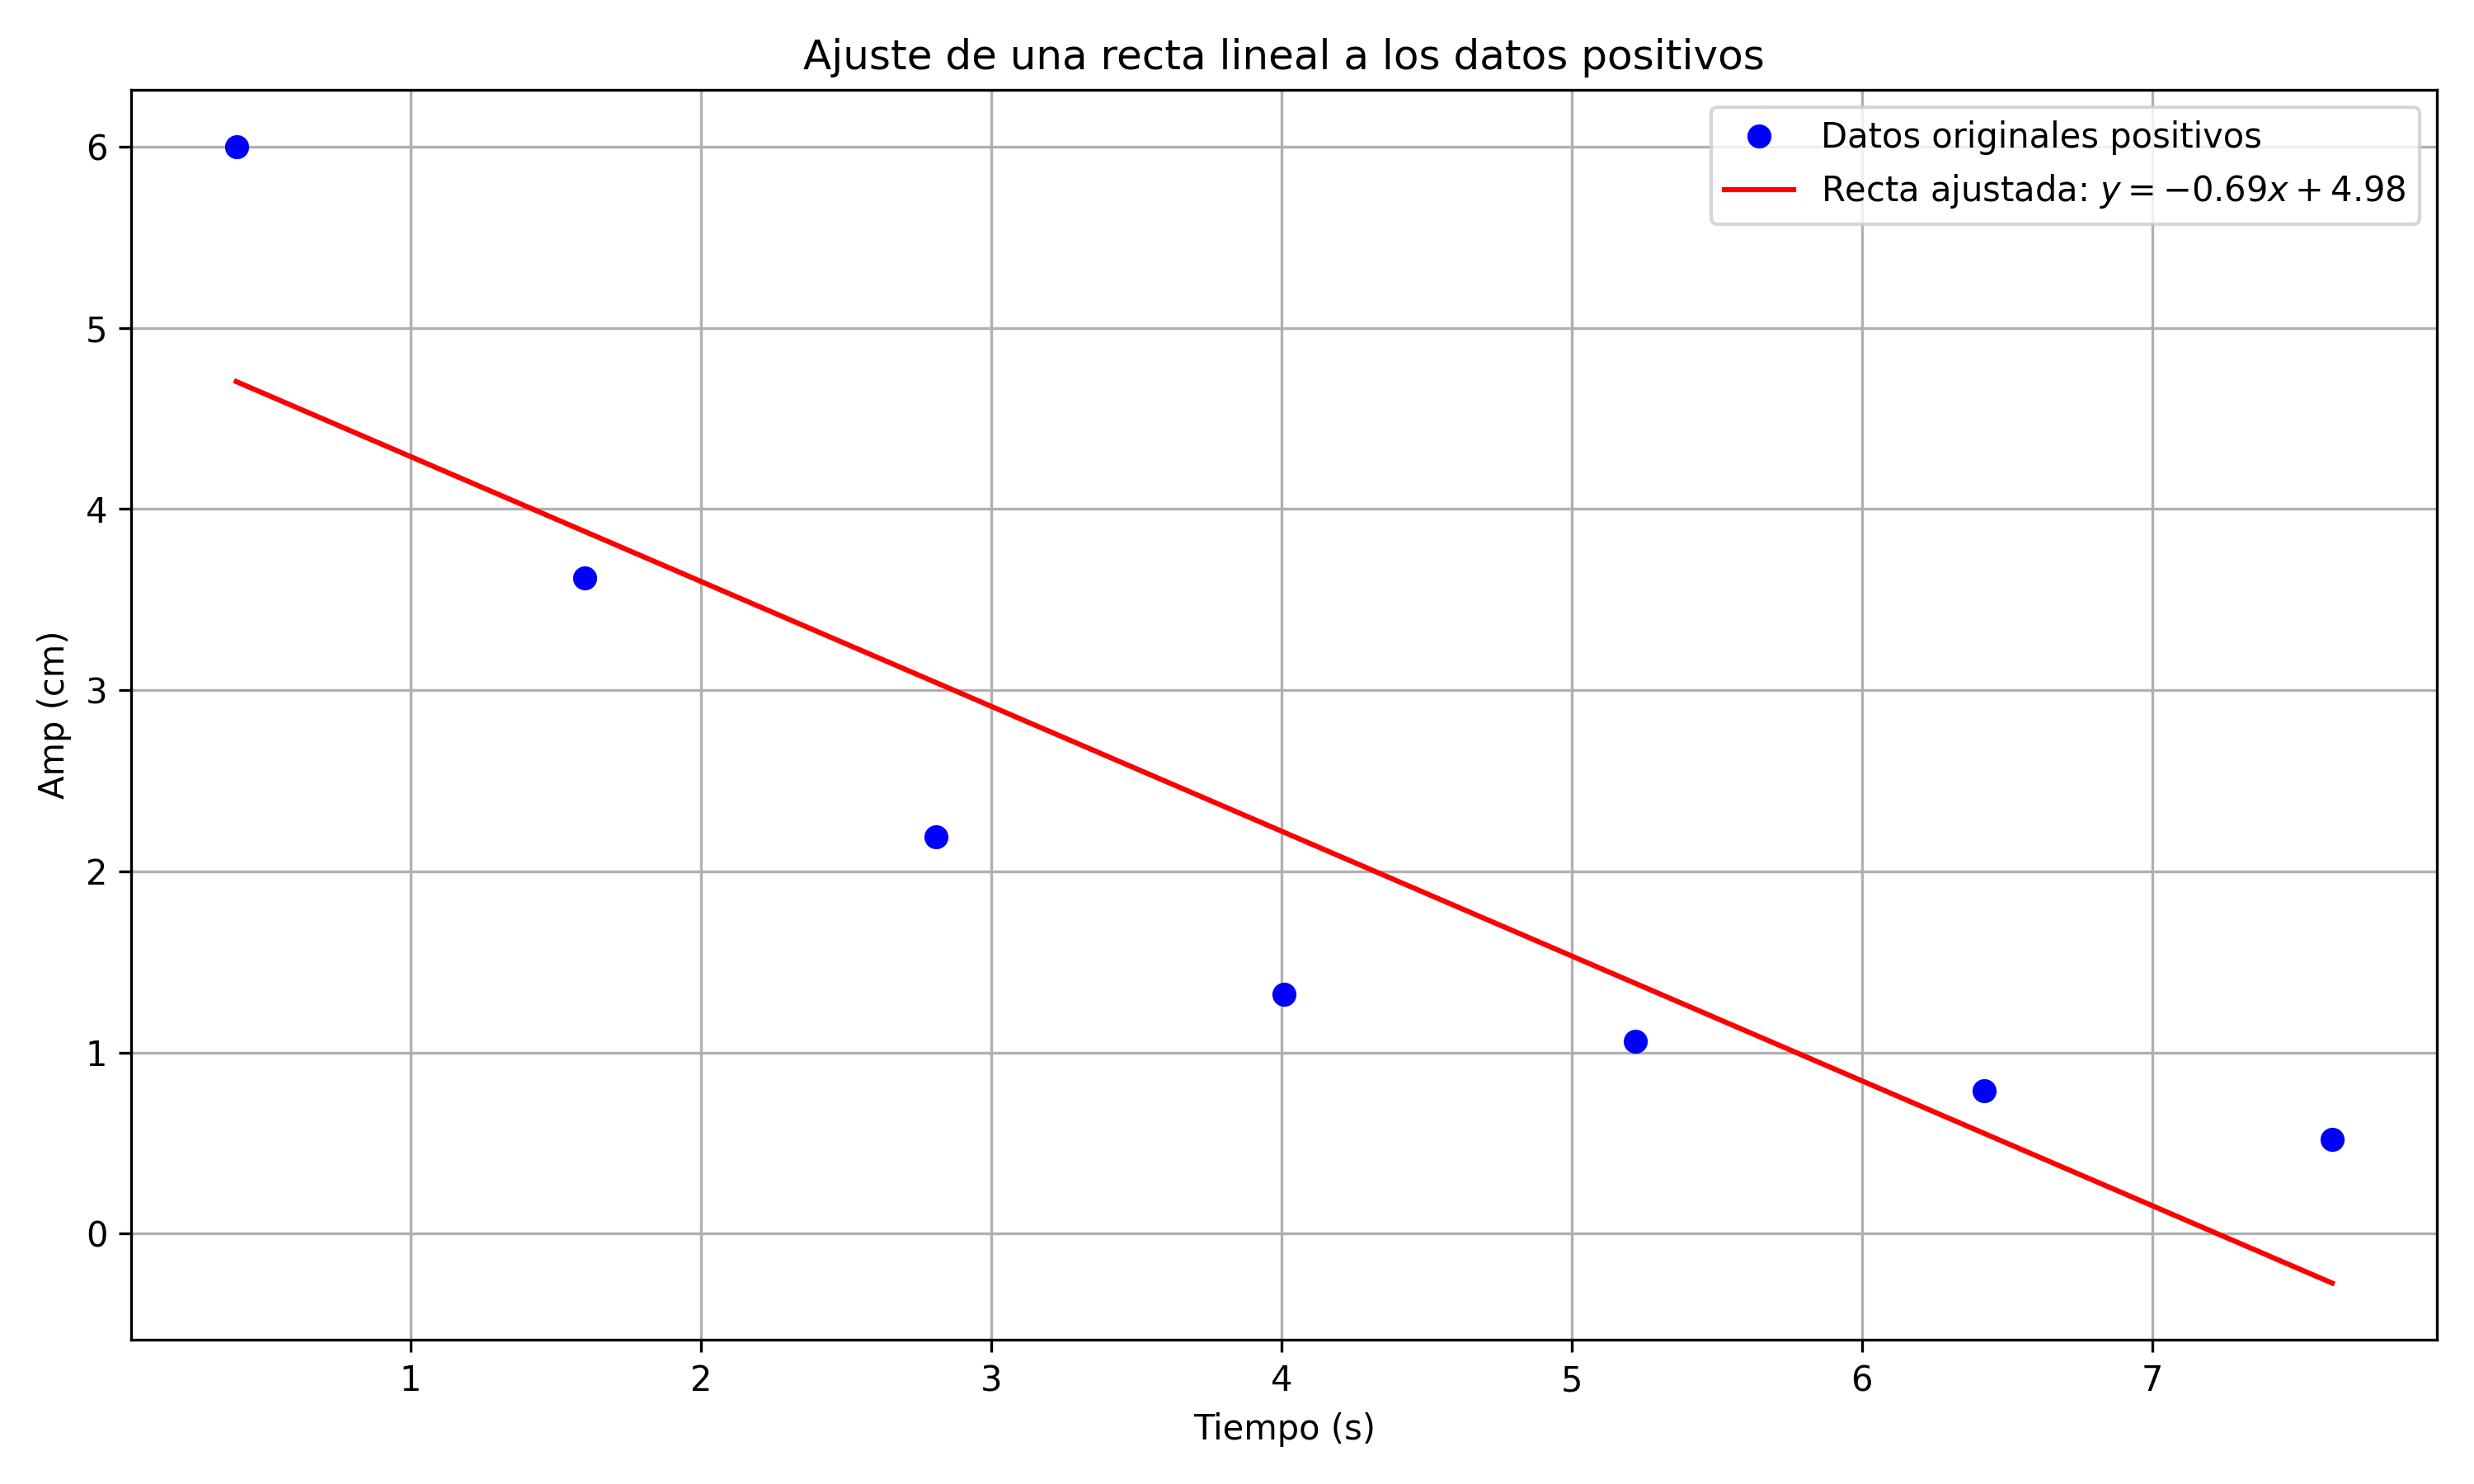 Ajuste de una recta lineal a los datos positivos
Datos originales positivos
Recta ajustada: y = −0.69x + 4.98
6
5
4
3
2
1
0
Amp (cm)
1 2 3 4 5 6 7
Tiempo (s)